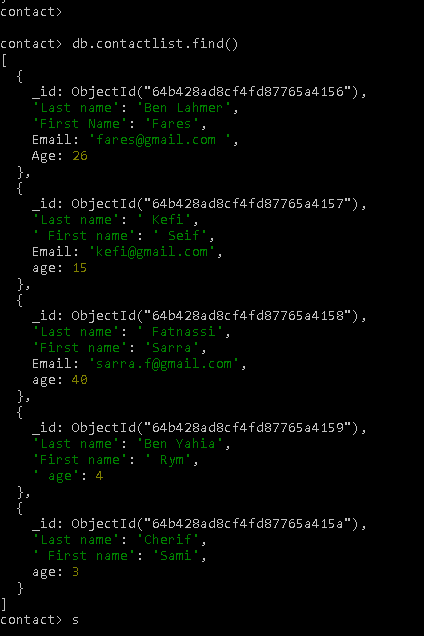 contact>
contact> db.contactlist.find()
[
  {
    _id: ObjectId("64b428ad8cf4fd87765a4156"),
    'Last name': 'Ben Lahmer',
    'First Name': 'Fares',
    Email: 'fares@gmail.com ',
    Age: 26
  },
  {
    _id: ObjectId("64b428ad8cf4fd87765a4157"),
    'Last name': ' Kefi',
    ' First name': ' Seif',
    Email: 'kefi@gmail.com',
    age: 15
  },
  {
    _id: ObjectId("64b428ad8cf4fd87765a4158"),
    'Last name': ' Fatnassi',
    'First name': 'Sarra',
    Email: 'sarra.f@gmail.com',
    age: 40
  },
  {
    _id: ObjectId("64b428ad8cf4fd87765a4159"),
    'Last name': 'Ben Yahia',
    'First name': ' Rym',
    ' age': 4
  },
  {
    _id: ObjectId("64b428ad8cf4fd87765a415a"),
    'Last name': 'Cherif',
    ' First name': 'Sami',
    age: 3
  }
]
contact> s